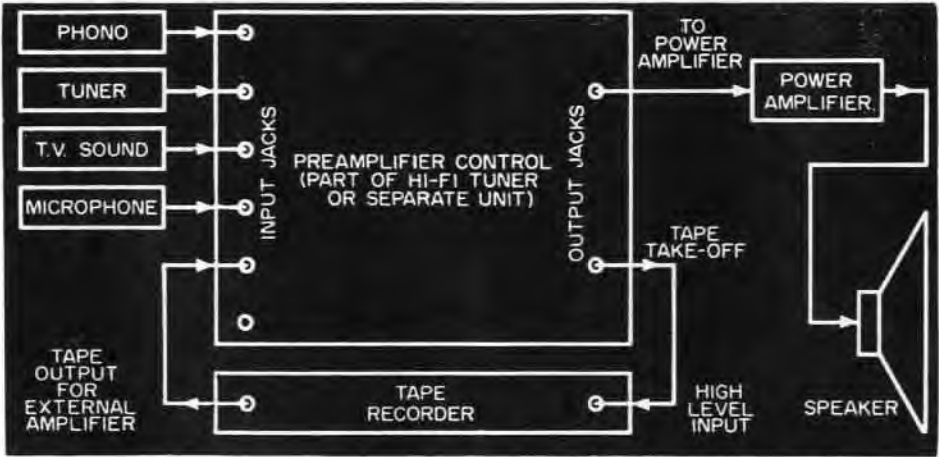 PHONO
TUNER
T.V. SOUND
MICROPHONE
INPUT JACKS
PREAMPLIFIER CONTROL
(PART OF HI-FI TUNER
OR SEPARATE UNIT)
OUTPUT JACKS
TO
POWER
AMPLIFIER
POWER
AMPLIFIER
TAPE
TAKE-OFF
TAPE
OUTPUT
FOR
EXTERNAL
AMPLIFIER
TAPE
RECORDER
HIGH
LEVEL
INPUT
SPEAKER